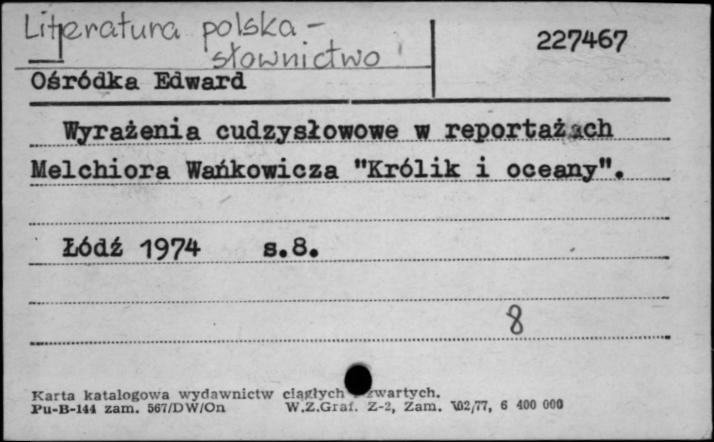 Literatura polska -
słownictwo
227467
Ośródka Edward
Wyrażenia cudzysłowowe w reportażach
Melchiora Wańkowicza "Królik i oceany".
Łódź 1974 s.8.
8
Karta katalogowa wydawnictw ciągłych zwartych.
Pu-B-144 zam. 567/DW/On W.Z.Graf. Z-2, Zam. 102/77, 6 400 000